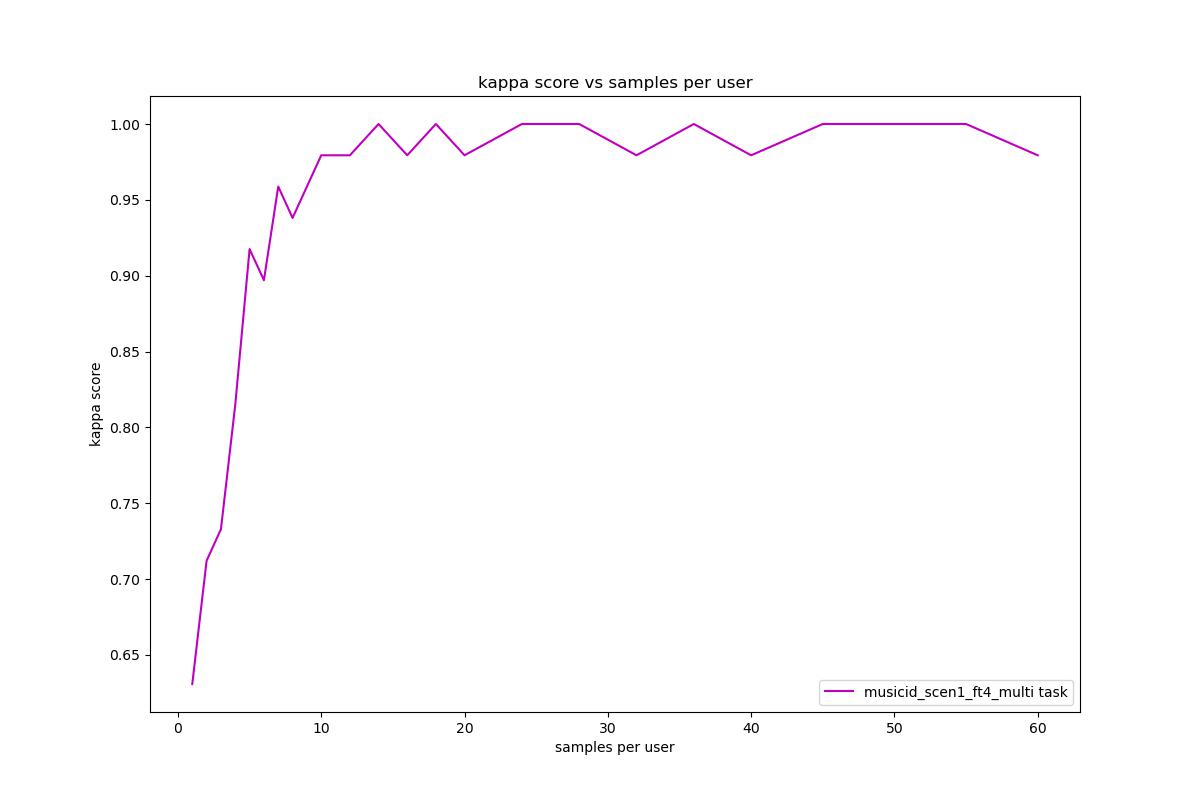 kappa score vs samples per user
1.00
0.95
0.90
0.85
0.80
0.75
0.70
0.65
kappa score
musicid_scen1_ft4_multi task
0 10 20 30 40 50 60
samples per user